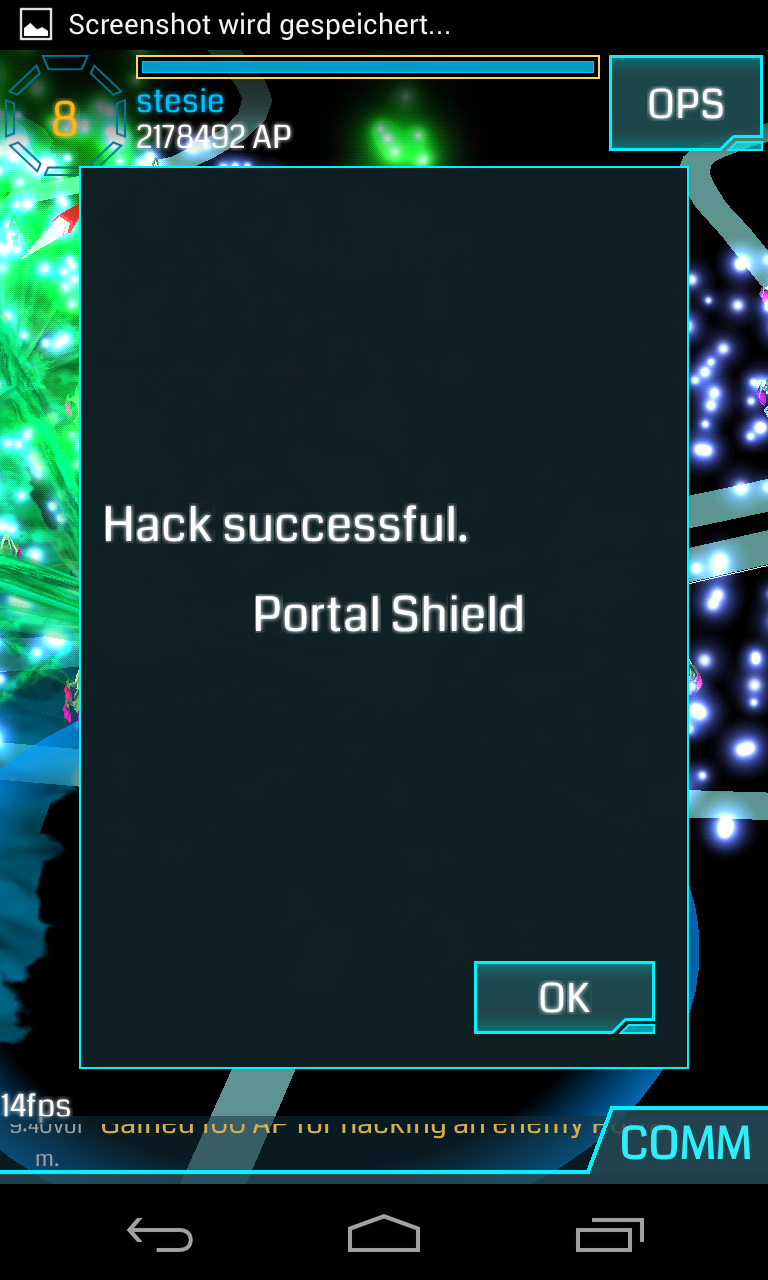 Screenshot wird gespeichert...
8
stesie
2178492 AP
OPS
Hack successful.
Portal Shield
OK
14fps
9:40vor Gained 100 AP for hacking an enemy
m.
COMM